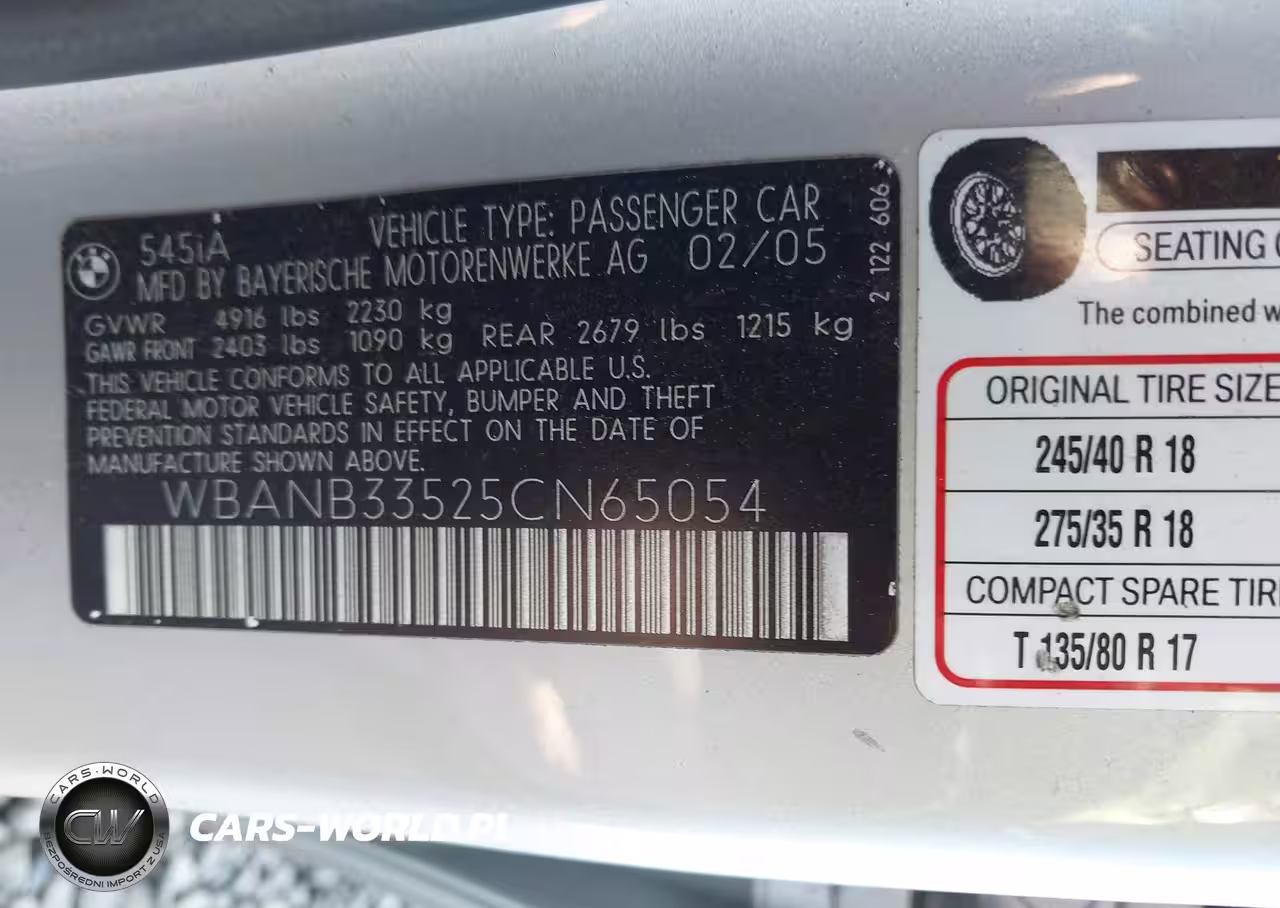 545iA
VEHICLE TYPE: PASSENGER CAR
MFD BY BAYERISCHE MOTORENWERKE AG 02/05
GVWR 4916 lbs 2230 kg
GAWR FRONT 2403 lbs 1090 kg REAR 2679 lbs 1215 kg
THIS VEHICLE CONFORMS TO ALL APPLICABLE U.S.
FEDERAL MOTOR VEHICLE SAFETY, BUMPER AND THEFT
PREVENTION STANDARDS IN EFFECT ON THE DATE OF
MANUFACTURE SHOWN ABOVE.
WBANB33525CN65054
2 122 606
SEATING
The combined
ORIGINAL TIRE SIZE
245/40 R 18
275/35 R 18
COMPACT SPARE TIRE
T 135/80 R 17
CARS-WORLD
CW
BEZPOŚREDNI IMPORT Z USA
CARS-WORLD.PL